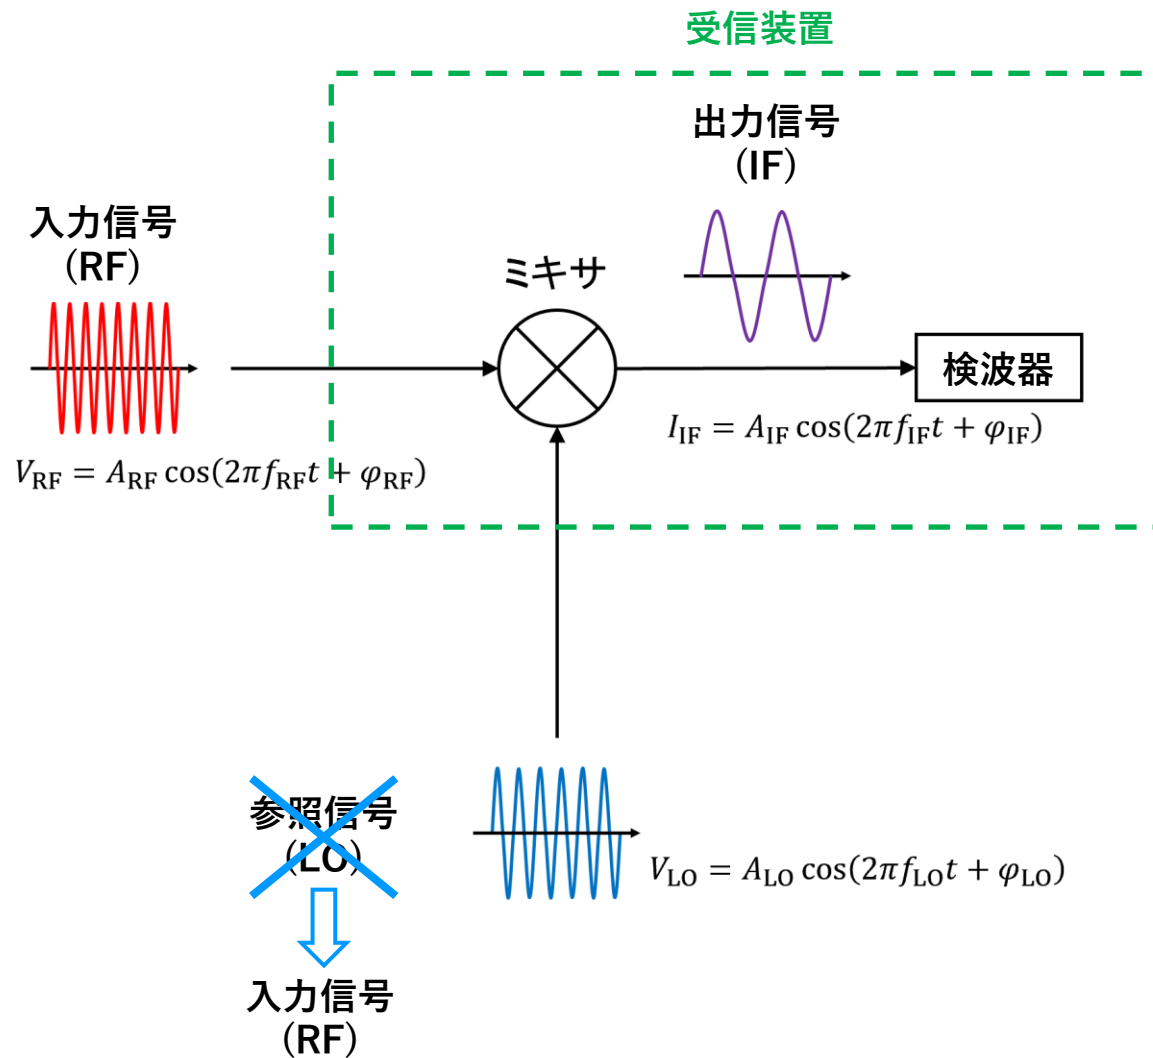 受信装置
出力信号
(IF)
入力信号
(RF)
ミキサ
検波器
I_IF = A_IF cos(2πf_IF t + φ_IF)
V_RF = A_RF cos(2πf_RF t + φ_RF)
参照信号
(LO)
V_LO = A_LO cos(2πf_LO t + φ_LO)
入力信号
(RF)